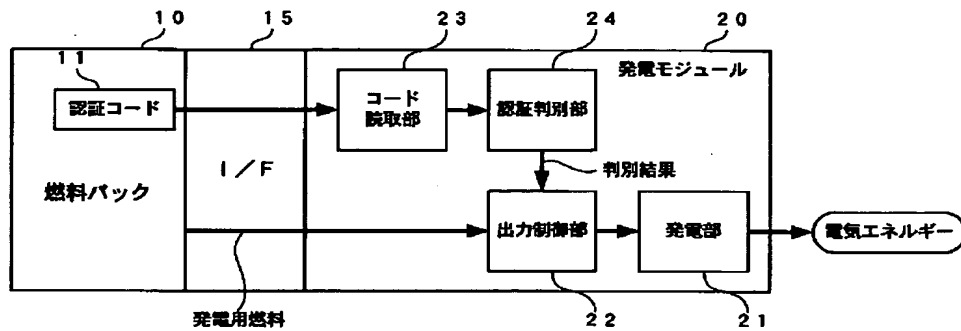 10
15
23
24
20
11
発電モジュール
認証コード
コード
読取部
認証判別部
I/F
判別結果
燃料パック
出力制御部
発電部
電気エネルギー
発電用燃料
22
21